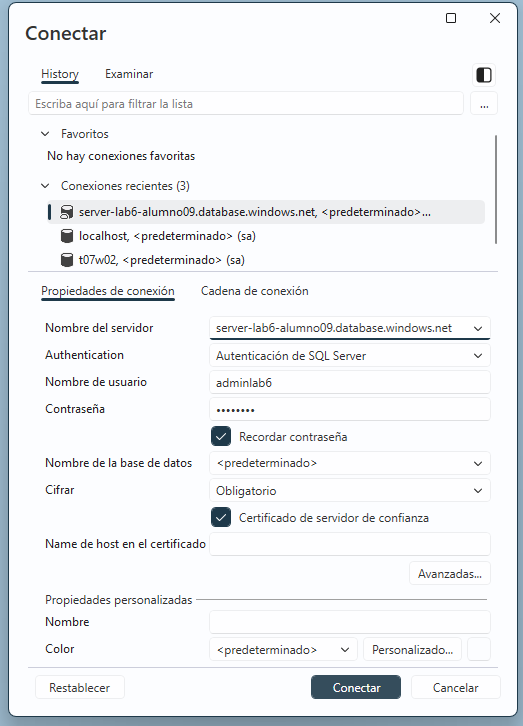 Conectar
History Examinar
Escriba aquí para filtrar la lista ...
Favoritos
No hay conexiones favoritas
Conexiones recientes (3)
server-lab6-alumno09.database.windows.net, <predeterminado>...
localhost, <predeterminado> (sa)
t07w02, <predeterminado> (sa)
Propiedades de conexión Cadena de conexión
Nombre del servidor server-lab6-alumno09.database.windows.net
Authentication Autenticación de SQL Server
Nombre de usuario adminlab6
Contraseña ••••••••
Recordar contraseña
Nombre de la base de datos <predeterminado>
Cifrar Obligatorio
Certificado de servidor de confianza
Name de host en el certificado
Avanzadas...
Propiedades personalizadas
Nombre
Color <predeterminado> Personalizado...
Restablecer Conectar Cancelar